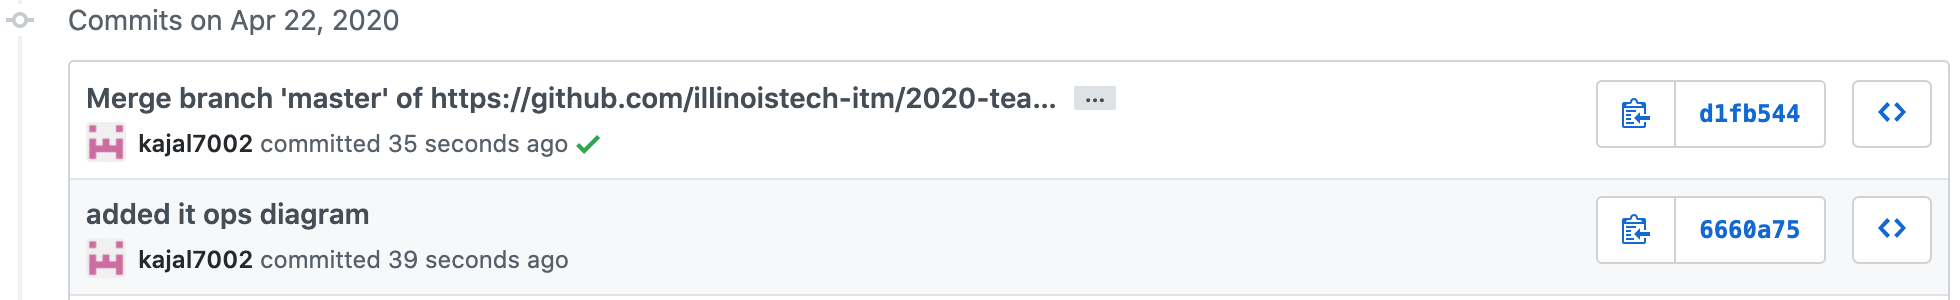 Commits on Apr 22, 2020
Merge branch 'master' of https://github.com/illinoistech-itm/2020-tea... ...
d1fb544
kajal7002 committed 35 seconds ago
added it ops diagram
6660a75
kajal7002 committed 39 seconds ago